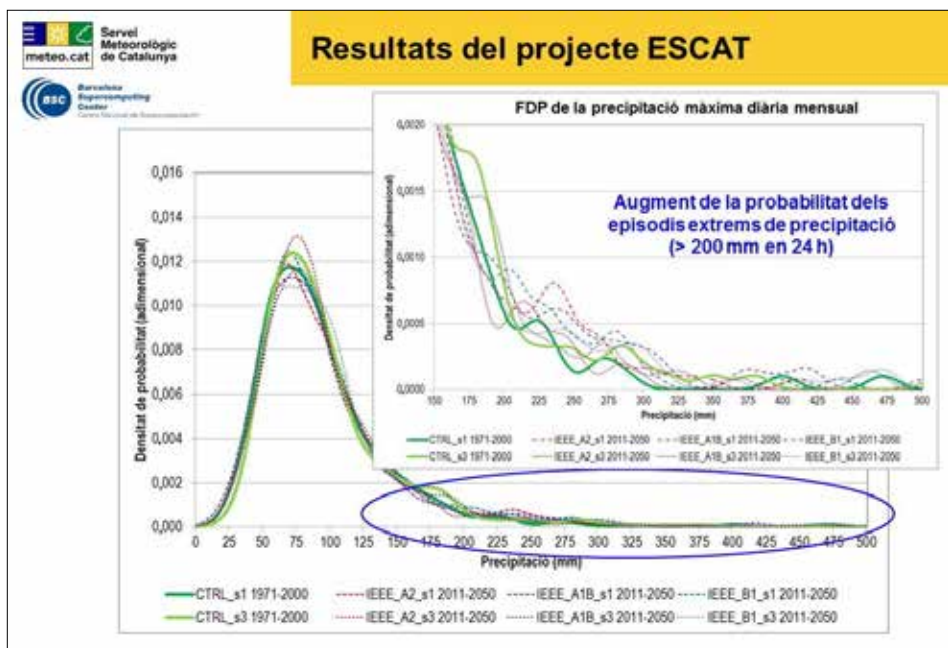 meteo.cat
Servei
Meteorològic
de Catalunya
BSC
Barcelona
Supercomputing
Center
Centro Nacional de Supercomputación
Resultats del projecte ESCAT
FDP de la precipitació màxima diària mensual
Densitat de probabilitat (adimensional)
0,0020
0,0015
0,0010
0,0005
0,0000
Augment de la probabilitat dels
episodis extrems de precipitació
(> 200 mm en 24 h)
150 175 200 225 250 275 300 325 350 375 400 425 450 475 500
Precipitació (mm)
CTRL_s1 1971-2000 IEEE_A2_s1 2011-2050 IEEE_A1B_s1 2011-2050 IEEE_B1_s1 2011-2050
CTRL_s3 1971-2000 IEEE_A2_s3 2011-2050 IEEE_A1B_s3 2011-2050 IEEE_B1_s3 2011-2050
Densitat de probabilitat (adimensional)
0,016
0,014
0,012
0,010
0,008
0,006
0,004
0,002
0,000
0 25 50 75 100 125 150 175 200 225 250 275 300 325 350 375 400 425 450 475 500
Precipitació (mm)
CTRL_s1 1971-2000 IEEE_A2_s1 2011-2050 IEEE_A1B_s1 2011-2050 IEEE_B1_s1 2011-2050
CTRL_s3 1971-2000 IEEE_A2_s3 2011-2050 IEEE_A1B_s3 2011-2050 IEEE_B1_s3 2011-2050